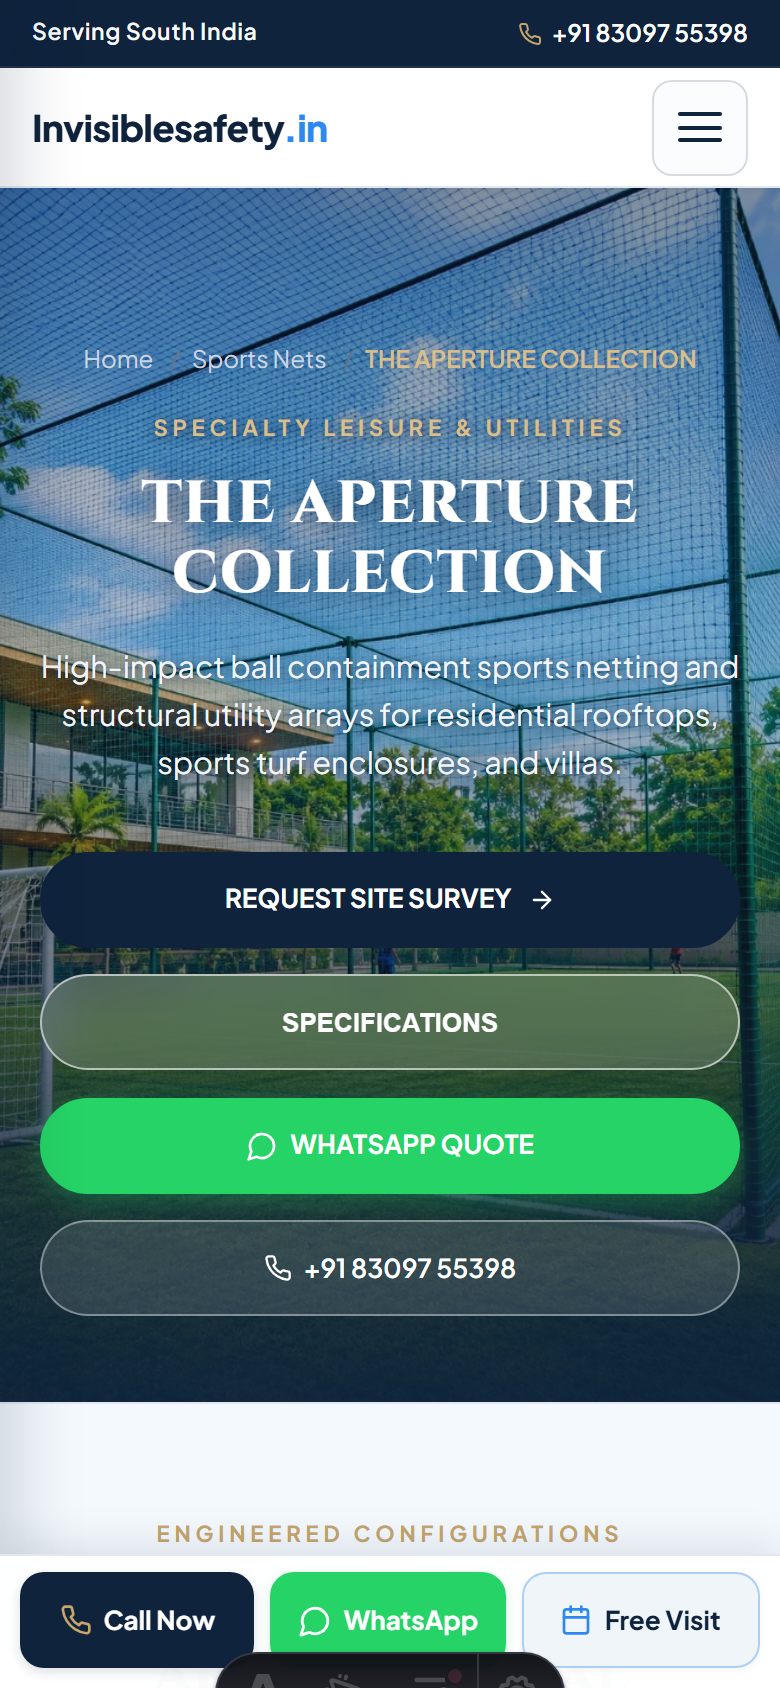 Serving South India
+91 83097 55398
Invisiblesafety.in
Home / Sports Nets / THE APERTURE COLLECTION
SPECIALTY LEISURE & UTILITIES
THE APERTURE
COLLECTION
High-impact ball containment sports netting and
structural utility arrays for residential rooftops,
sports turf enclosures, and villas.
REQUEST SITE SURVEY →
SPECIFICATIONS
WHATSAPP QUOTE
+91 83097 55398
ENGINEERED CONFIGURATIONS
Call Now
WhatsApp
Free Visit